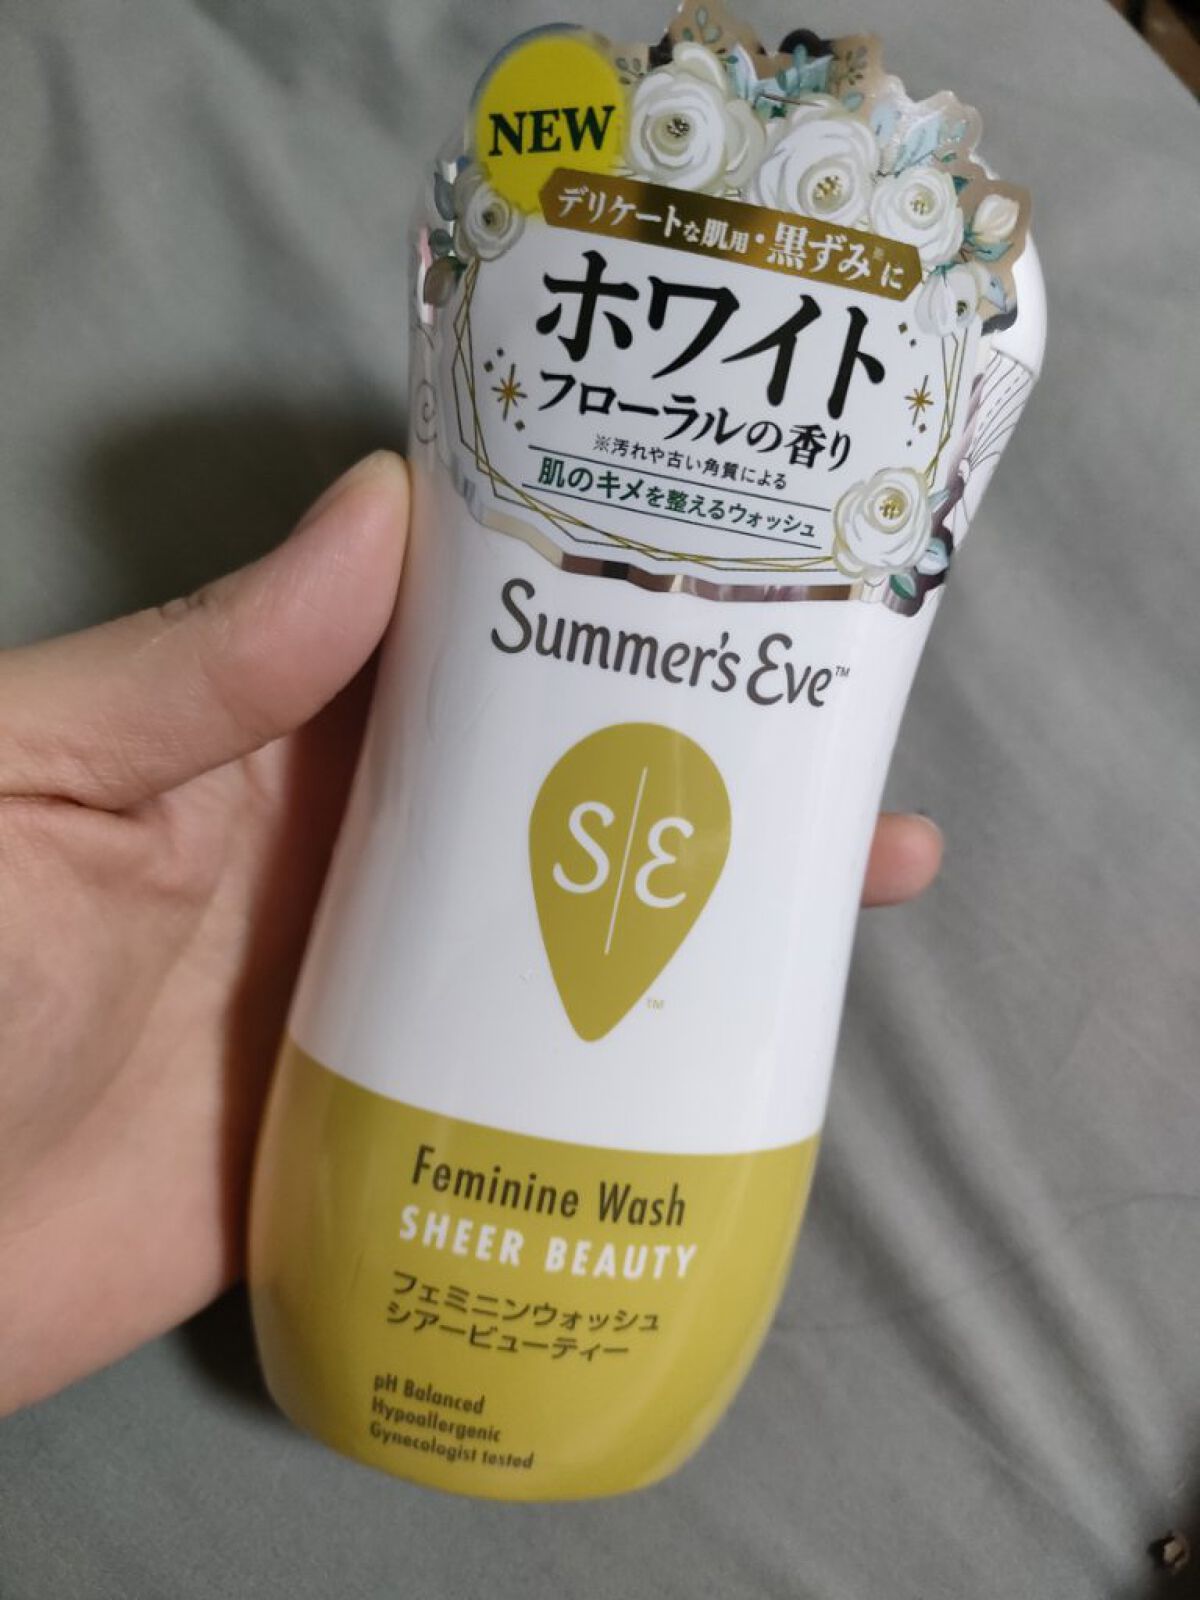 NEW
デリケートな肌用・黒ずみ※に
ホワイト
フローラルの香り
※汚れや古い角質による
肌のキメを整えるウォッシュ
Summer's Eve™
S/E
™
Feminine Wash
SHEER BEAUTY
フェミニンウォッシュ
シアービューティー
pH Balanced
Hypoallergenic
Gynecologist tested